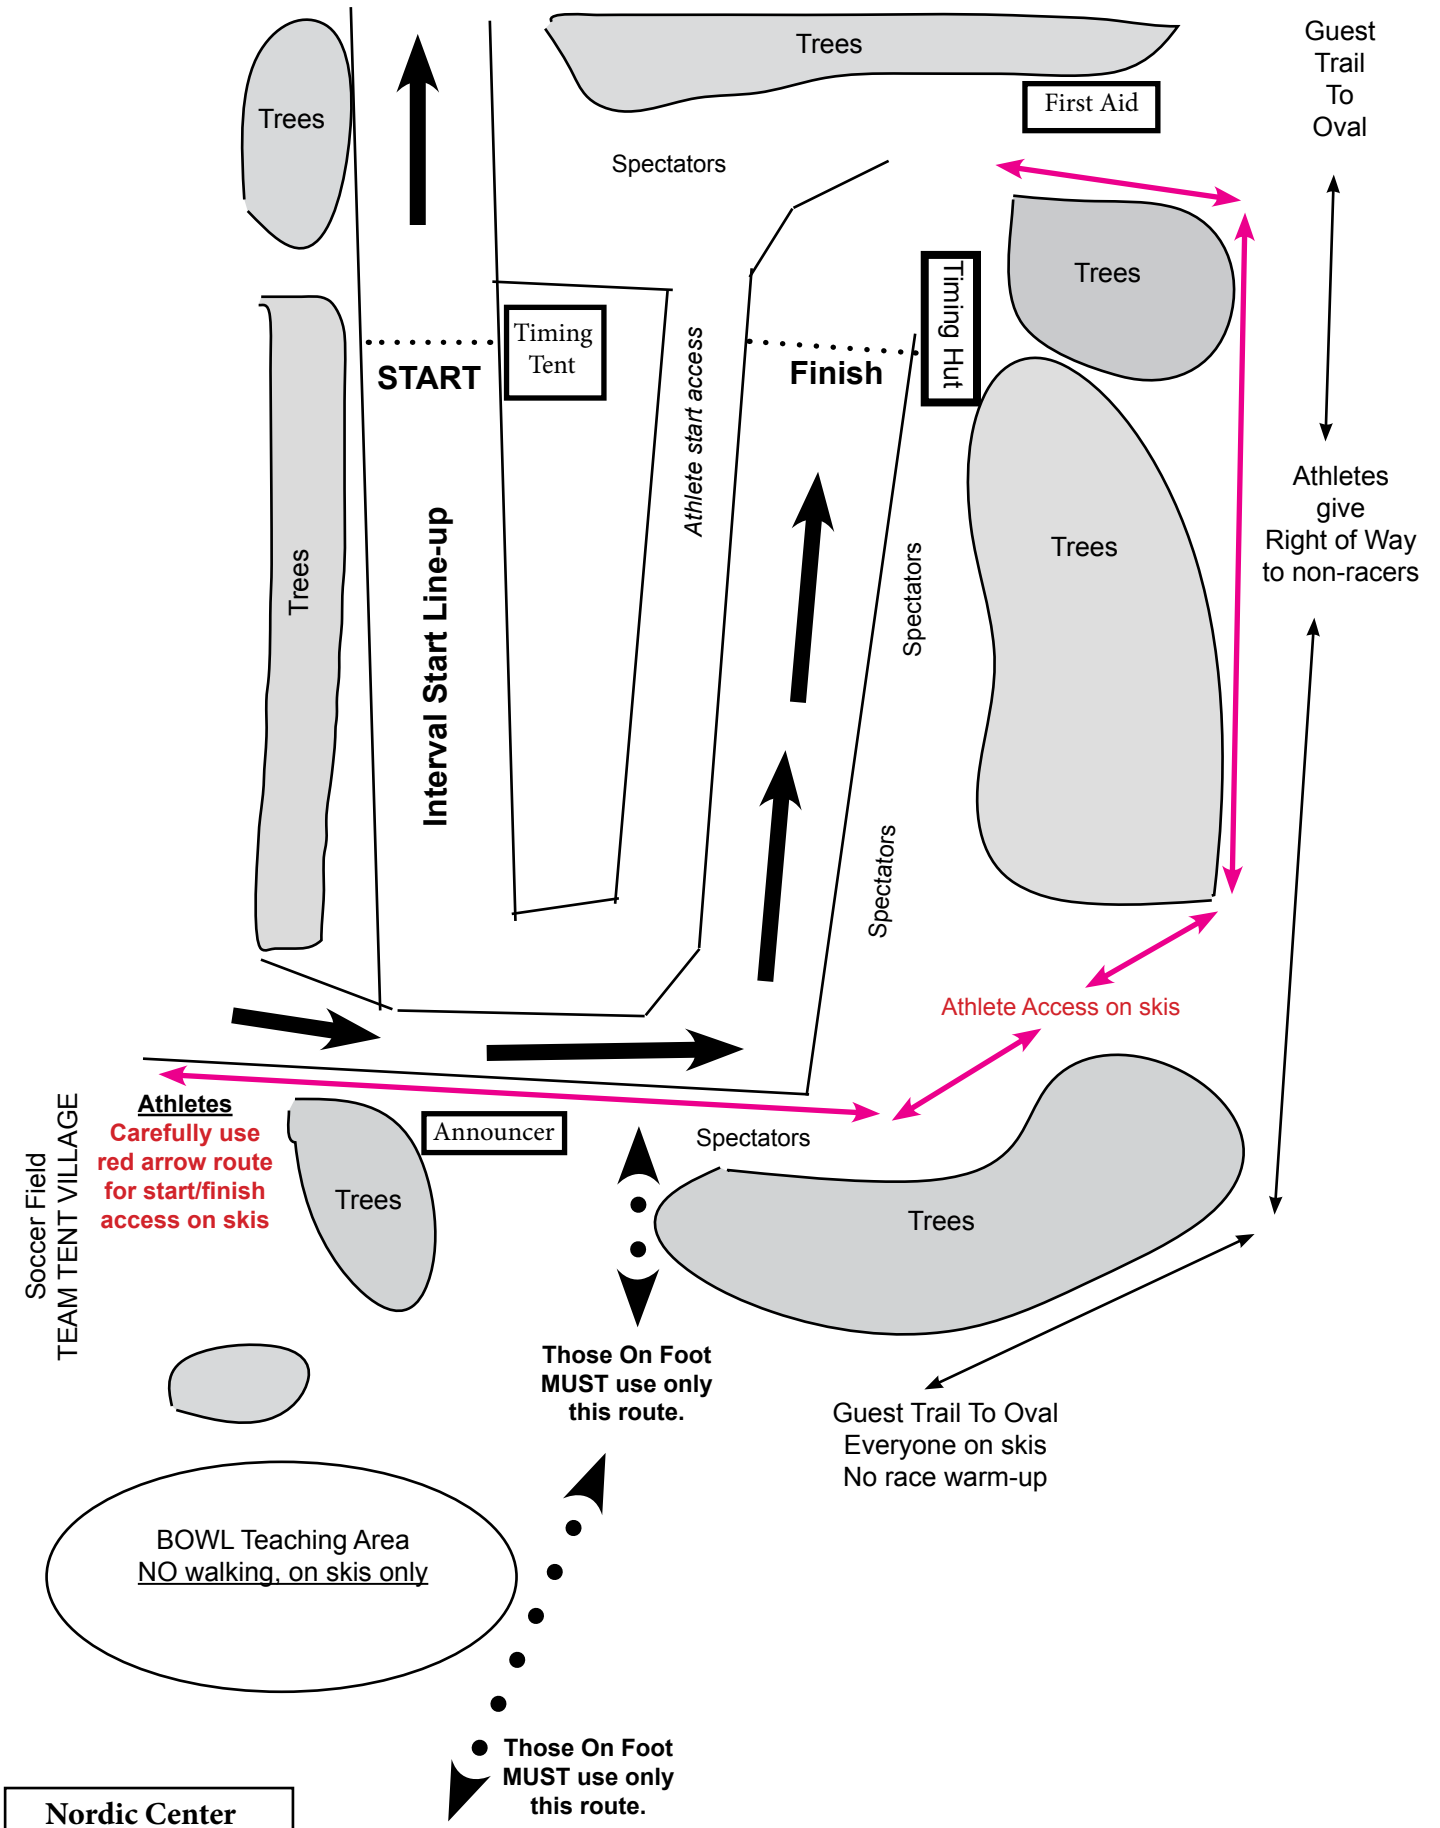 Trees
Guest
Trail
To
Oval
Trees
First Aid
Spectators
Trees
Timing Hut
Timing
Tent
START
Finish
Athlete start access
Athletes
give
Right of Way
to non-racers
Trees
Interval Start Line-up
Spectators
Trees
Spectators
Athlete Access on skis
Soccer Field
TEAM TENT VILLAGE
Athletes
Carefully use
red arrow route
for start/finish
access on skis
Announcer
Spectators
Trees
Trees
Those On Foot
MUST use only
this route.
Guest Trail To Oval
Everyone on skis
No race warm-up
BOWL Teaching Area
NO walking, on skis only
Those On Foot
MUST use only
this route.
Nordic Center